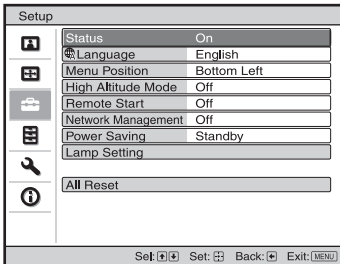 Setup
Status On
Language English
Menu Position Bottom Left
High Altitude Mode Off
Remote Start Off
Network Management Off
Power Saving Standby
Lamp Setting
All Reset
Sel: Set: Back: Exit: MENU